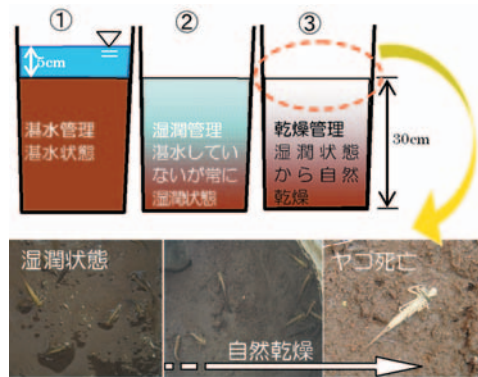 ①
②
③
5cm
湛水管理
湛水状態
湿潤管理
湛水してい
ないが常に
湿潤状態
乾燥管理
湿潤状態
から自然
乾燥
30cm
湿潤状態
自然乾燥
ヤゴ死亡